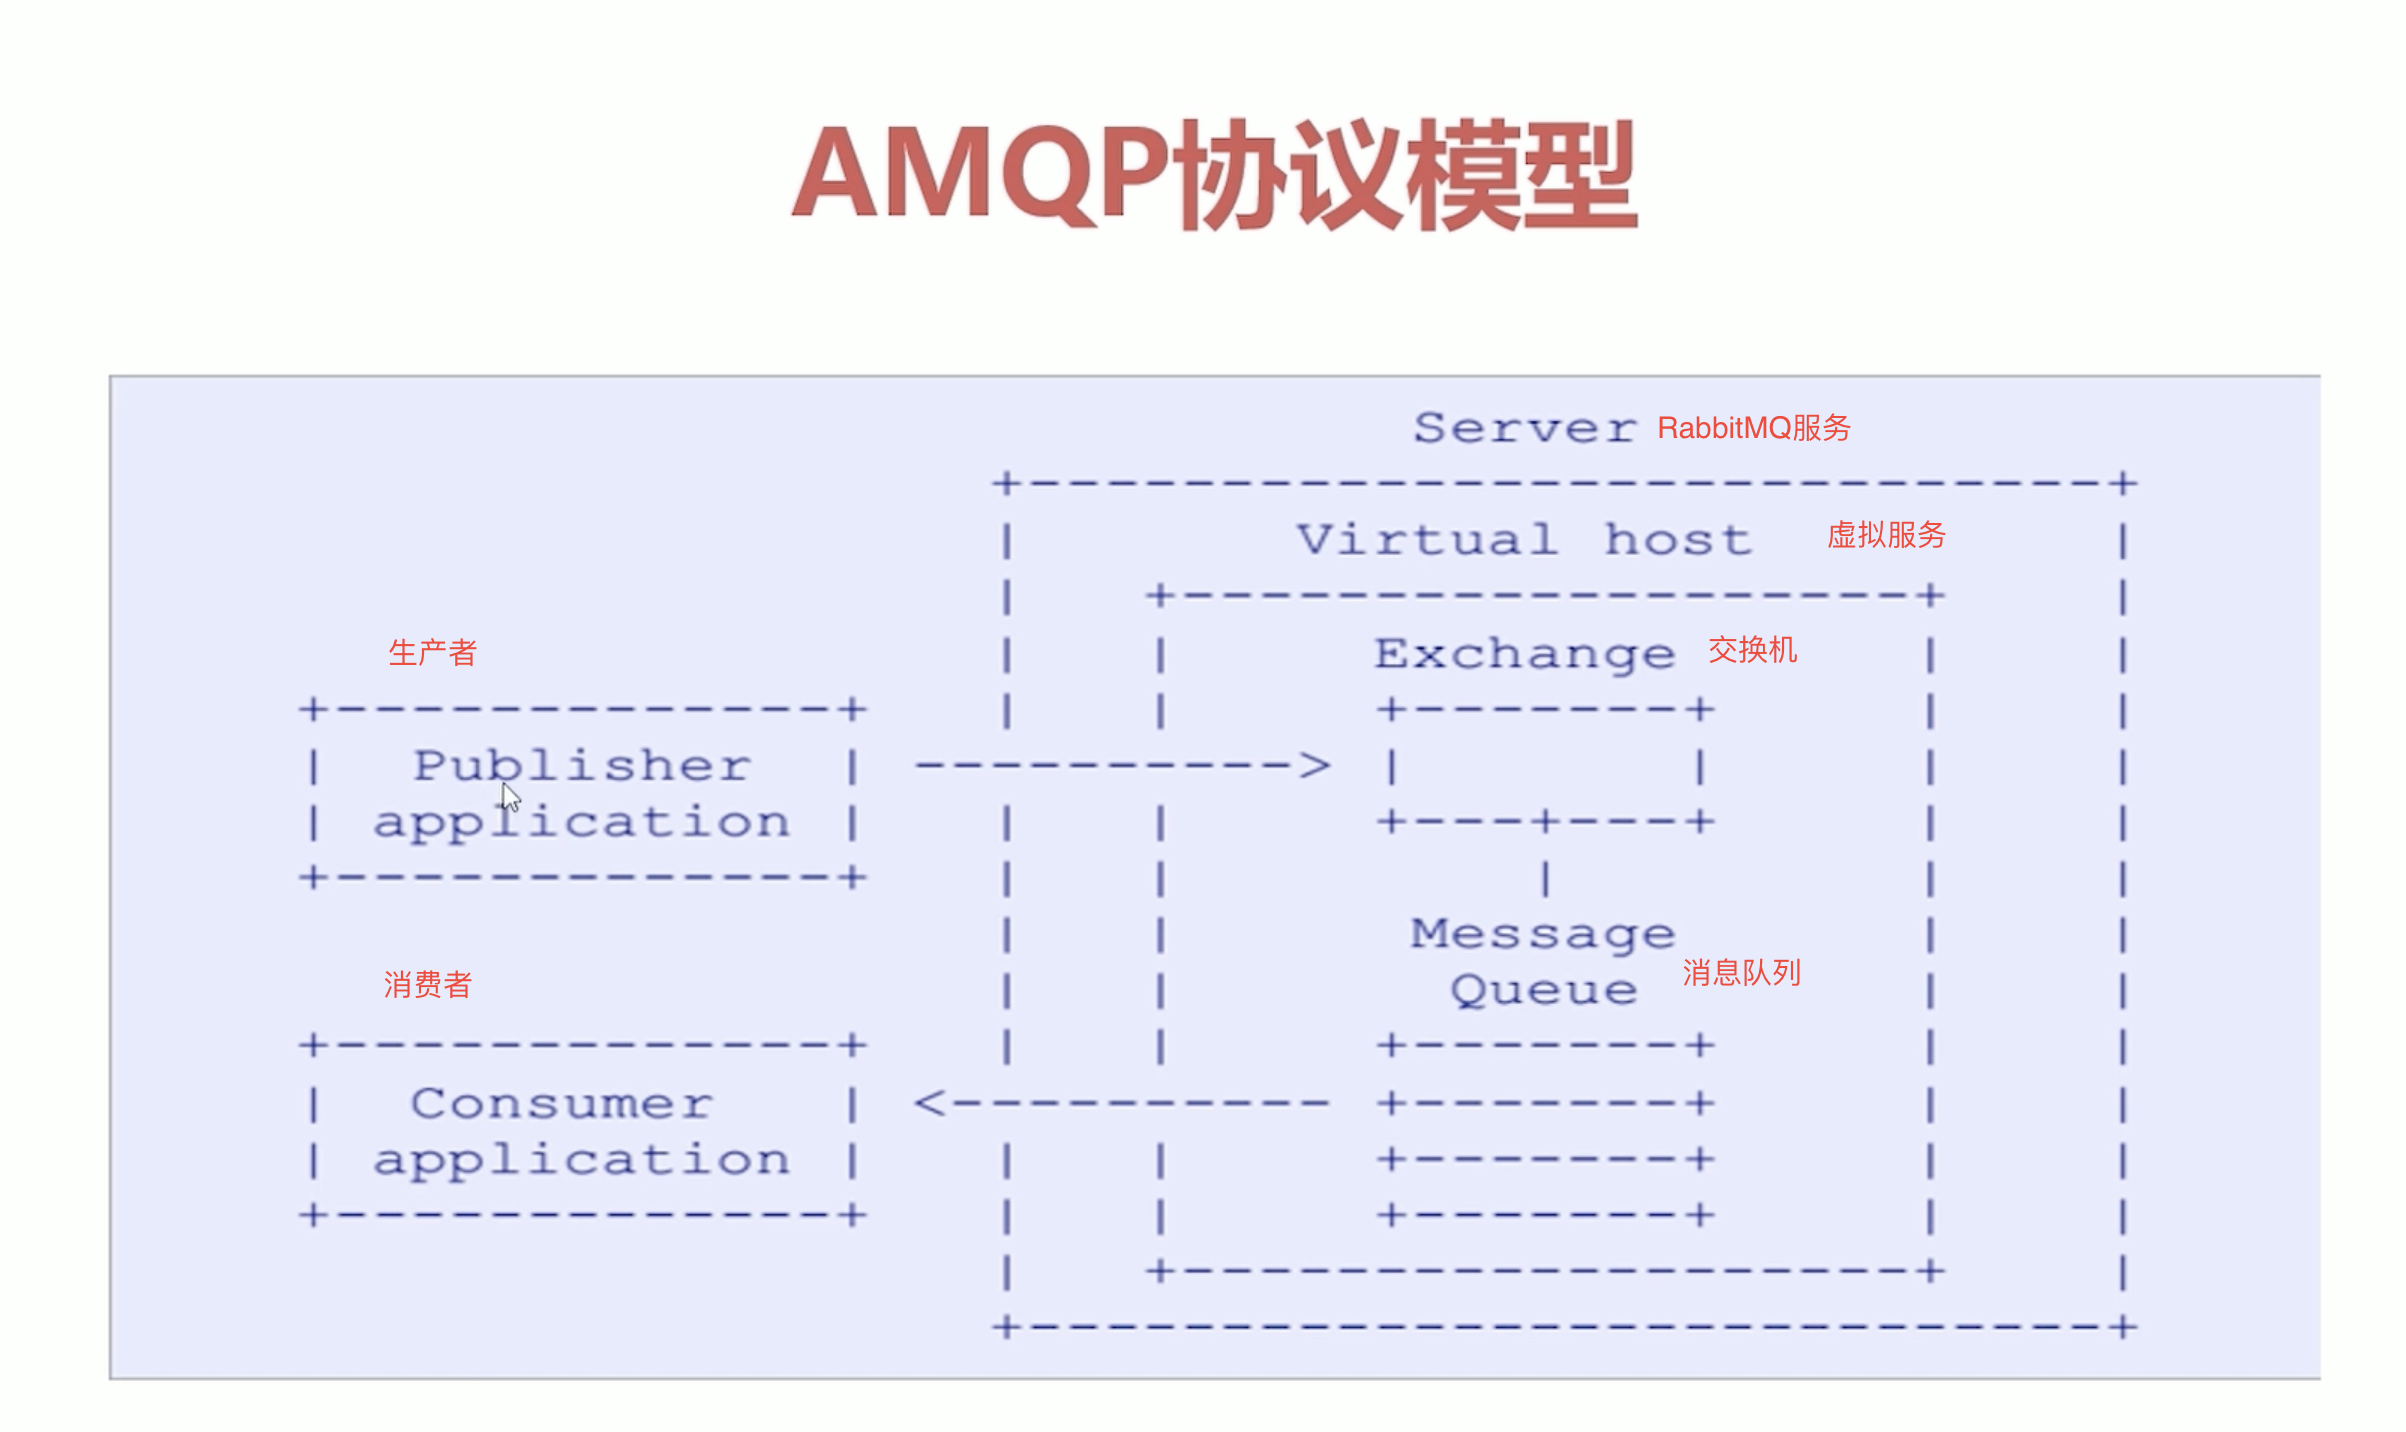 AMQP协议模型
Server RabbitMQ服务
Virtual host 虚拟服务
生产者
Exchange 交换机
Publisher
application
Message
Queue 消息队列
消费者
Consumer
application